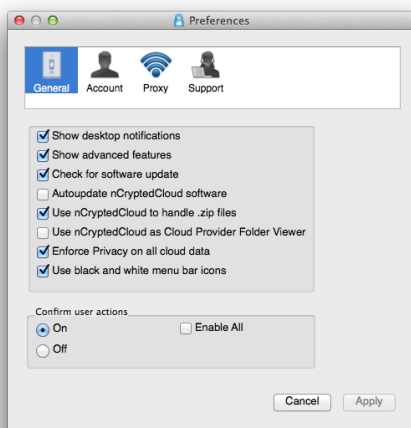 Preferences
General Account Proxy Support
Show desktop notifications
Show advanced features
Check for software update
Autoupdate nCryptedCloud software
Use nCryptedCloud to handle .zip files
Use nCryptedCloud as Cloud Provider Folder Viewer
Enforce Privacy on all cloud data
Use black and white menu bar icons
Confirm user actions
On Enable All
Off
Cancel Apply